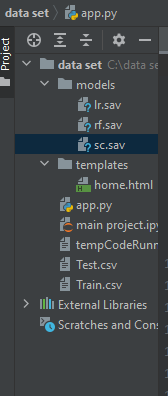 data set
app.py
Project
data set C:\data se
models
lr.sav
rf.sav
sc.sav
templates
home.html
app.py
main project.ipy
tempCodeRunn
Test.csv
Train.csv
External Libraries
Scratches and Cons